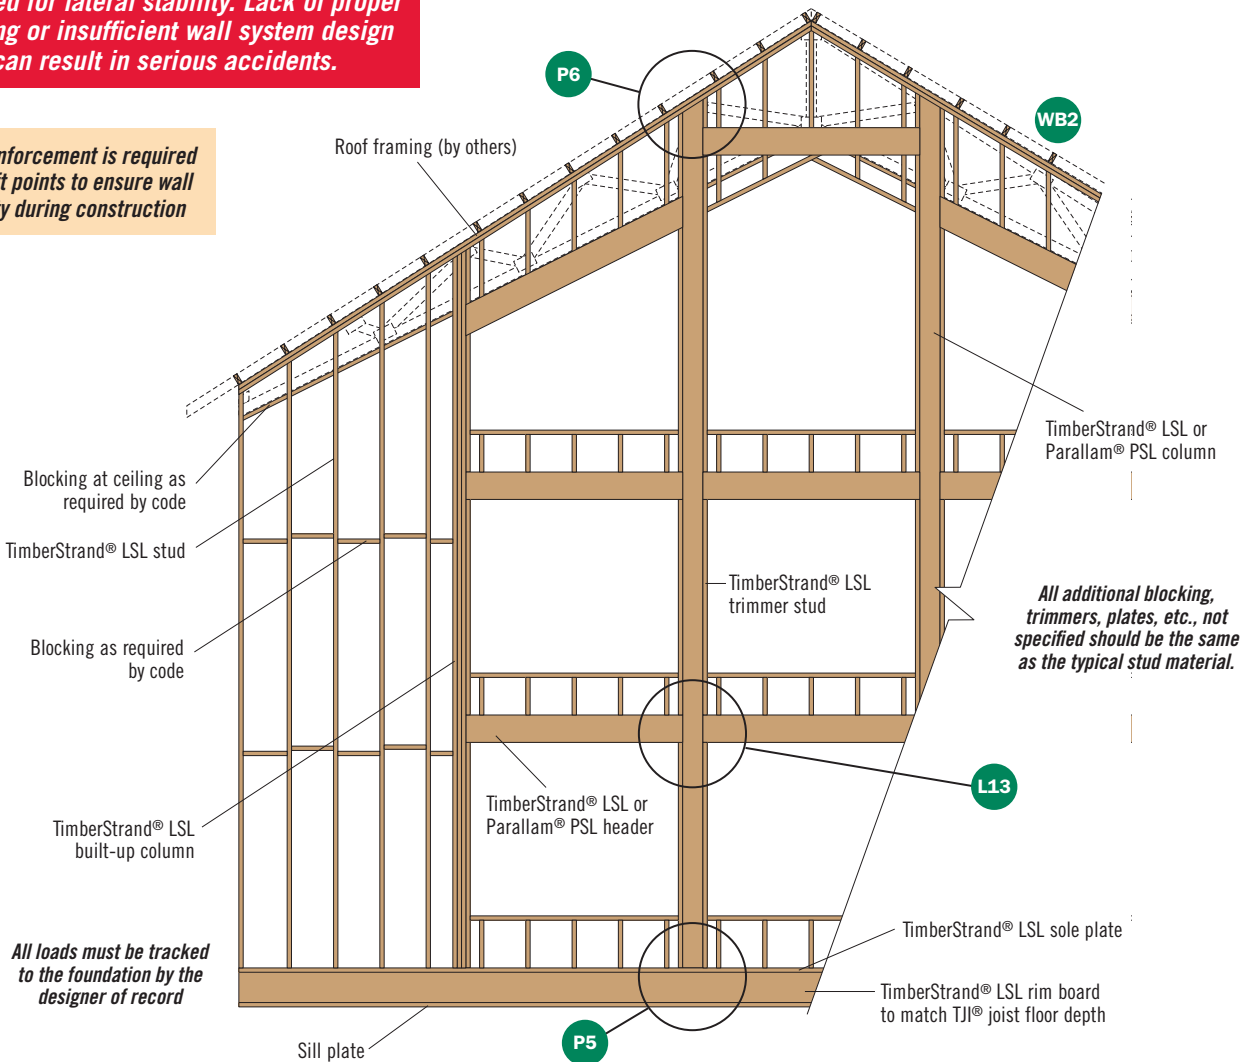 for lateral stability. Lack of proper
or insufficient wall system design
can result in serious accidents.
is required
points to ensure wall
during construction
P6
WB2
Roof framing (by others)
TimberStrand® LSL or
Parallam® PSL column
Blocking at ceiling as
required by code
TimberStrand® LSL stud
TimberStrand® LSL
trimmer stud
All additional blocking,
trimmers, plates, etc., not
specified should be the same
as the typical stud material.
Blocking as required
by code
L13
TimberStrand® LSL or
Parallam® PSL header
TimberStrand® LSL
built-up column
TimberStrand® LSL sole plate
All loads must be tracked
to the foundation by the
designer of record
TimberStrand® LSL rim board
to match TJI® joist floor depth
P5
Sill plate